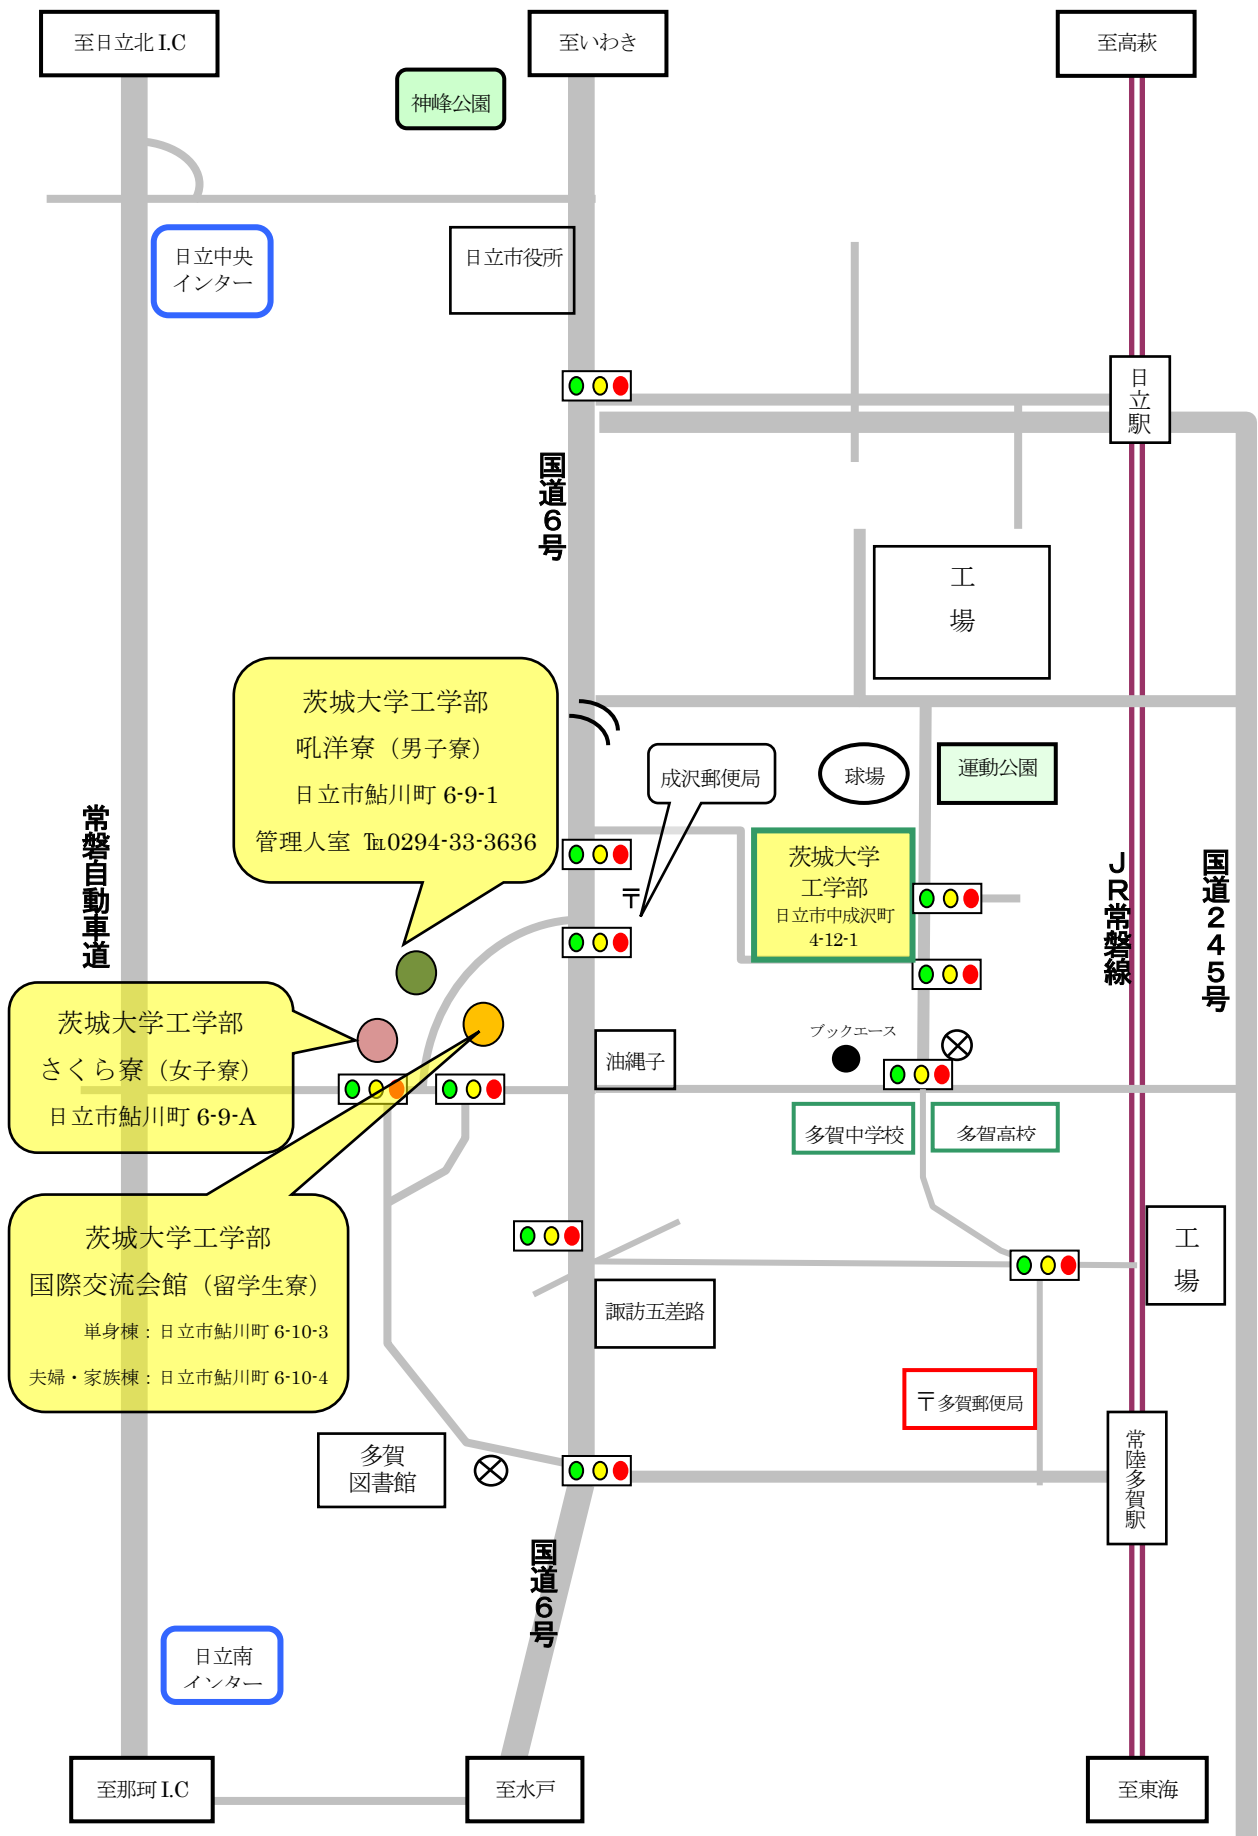 至日立北 I.C
至いわき
至高萩
神峰公園
日立中央
インター
日立市役所
日立駅
国道６号
工
場
茨城大学工学部
吼洋寮（男子寮）
日立市鮎川町 6-9-1
管理人室 ℡0294-33-3636
成沢郵便局
球場
運動公園
常磐自動車道
茨城大学
工学部
日立市中成沢町
4-12-1
ＪＲ常磐線
国道２４５号
〒
茨城大学工学部
さくら寮（女子寮）
日立市鮎川町 6-9-A
油縄子
ブックエース
多賀中学校
多賀高校
茨城大学工学部
国際交流会館（留学生寮）
単身棟：日立市鮎川町 6-10-3
夫婦・家族棟：日立市鮎川町 6-10-4
工
場
諏訪五差路
〒多賀郵便局
多賀
図書館
常陸多賀駅
国道６号
日立南
インター
至那珂 I.C
至水戸
至東海